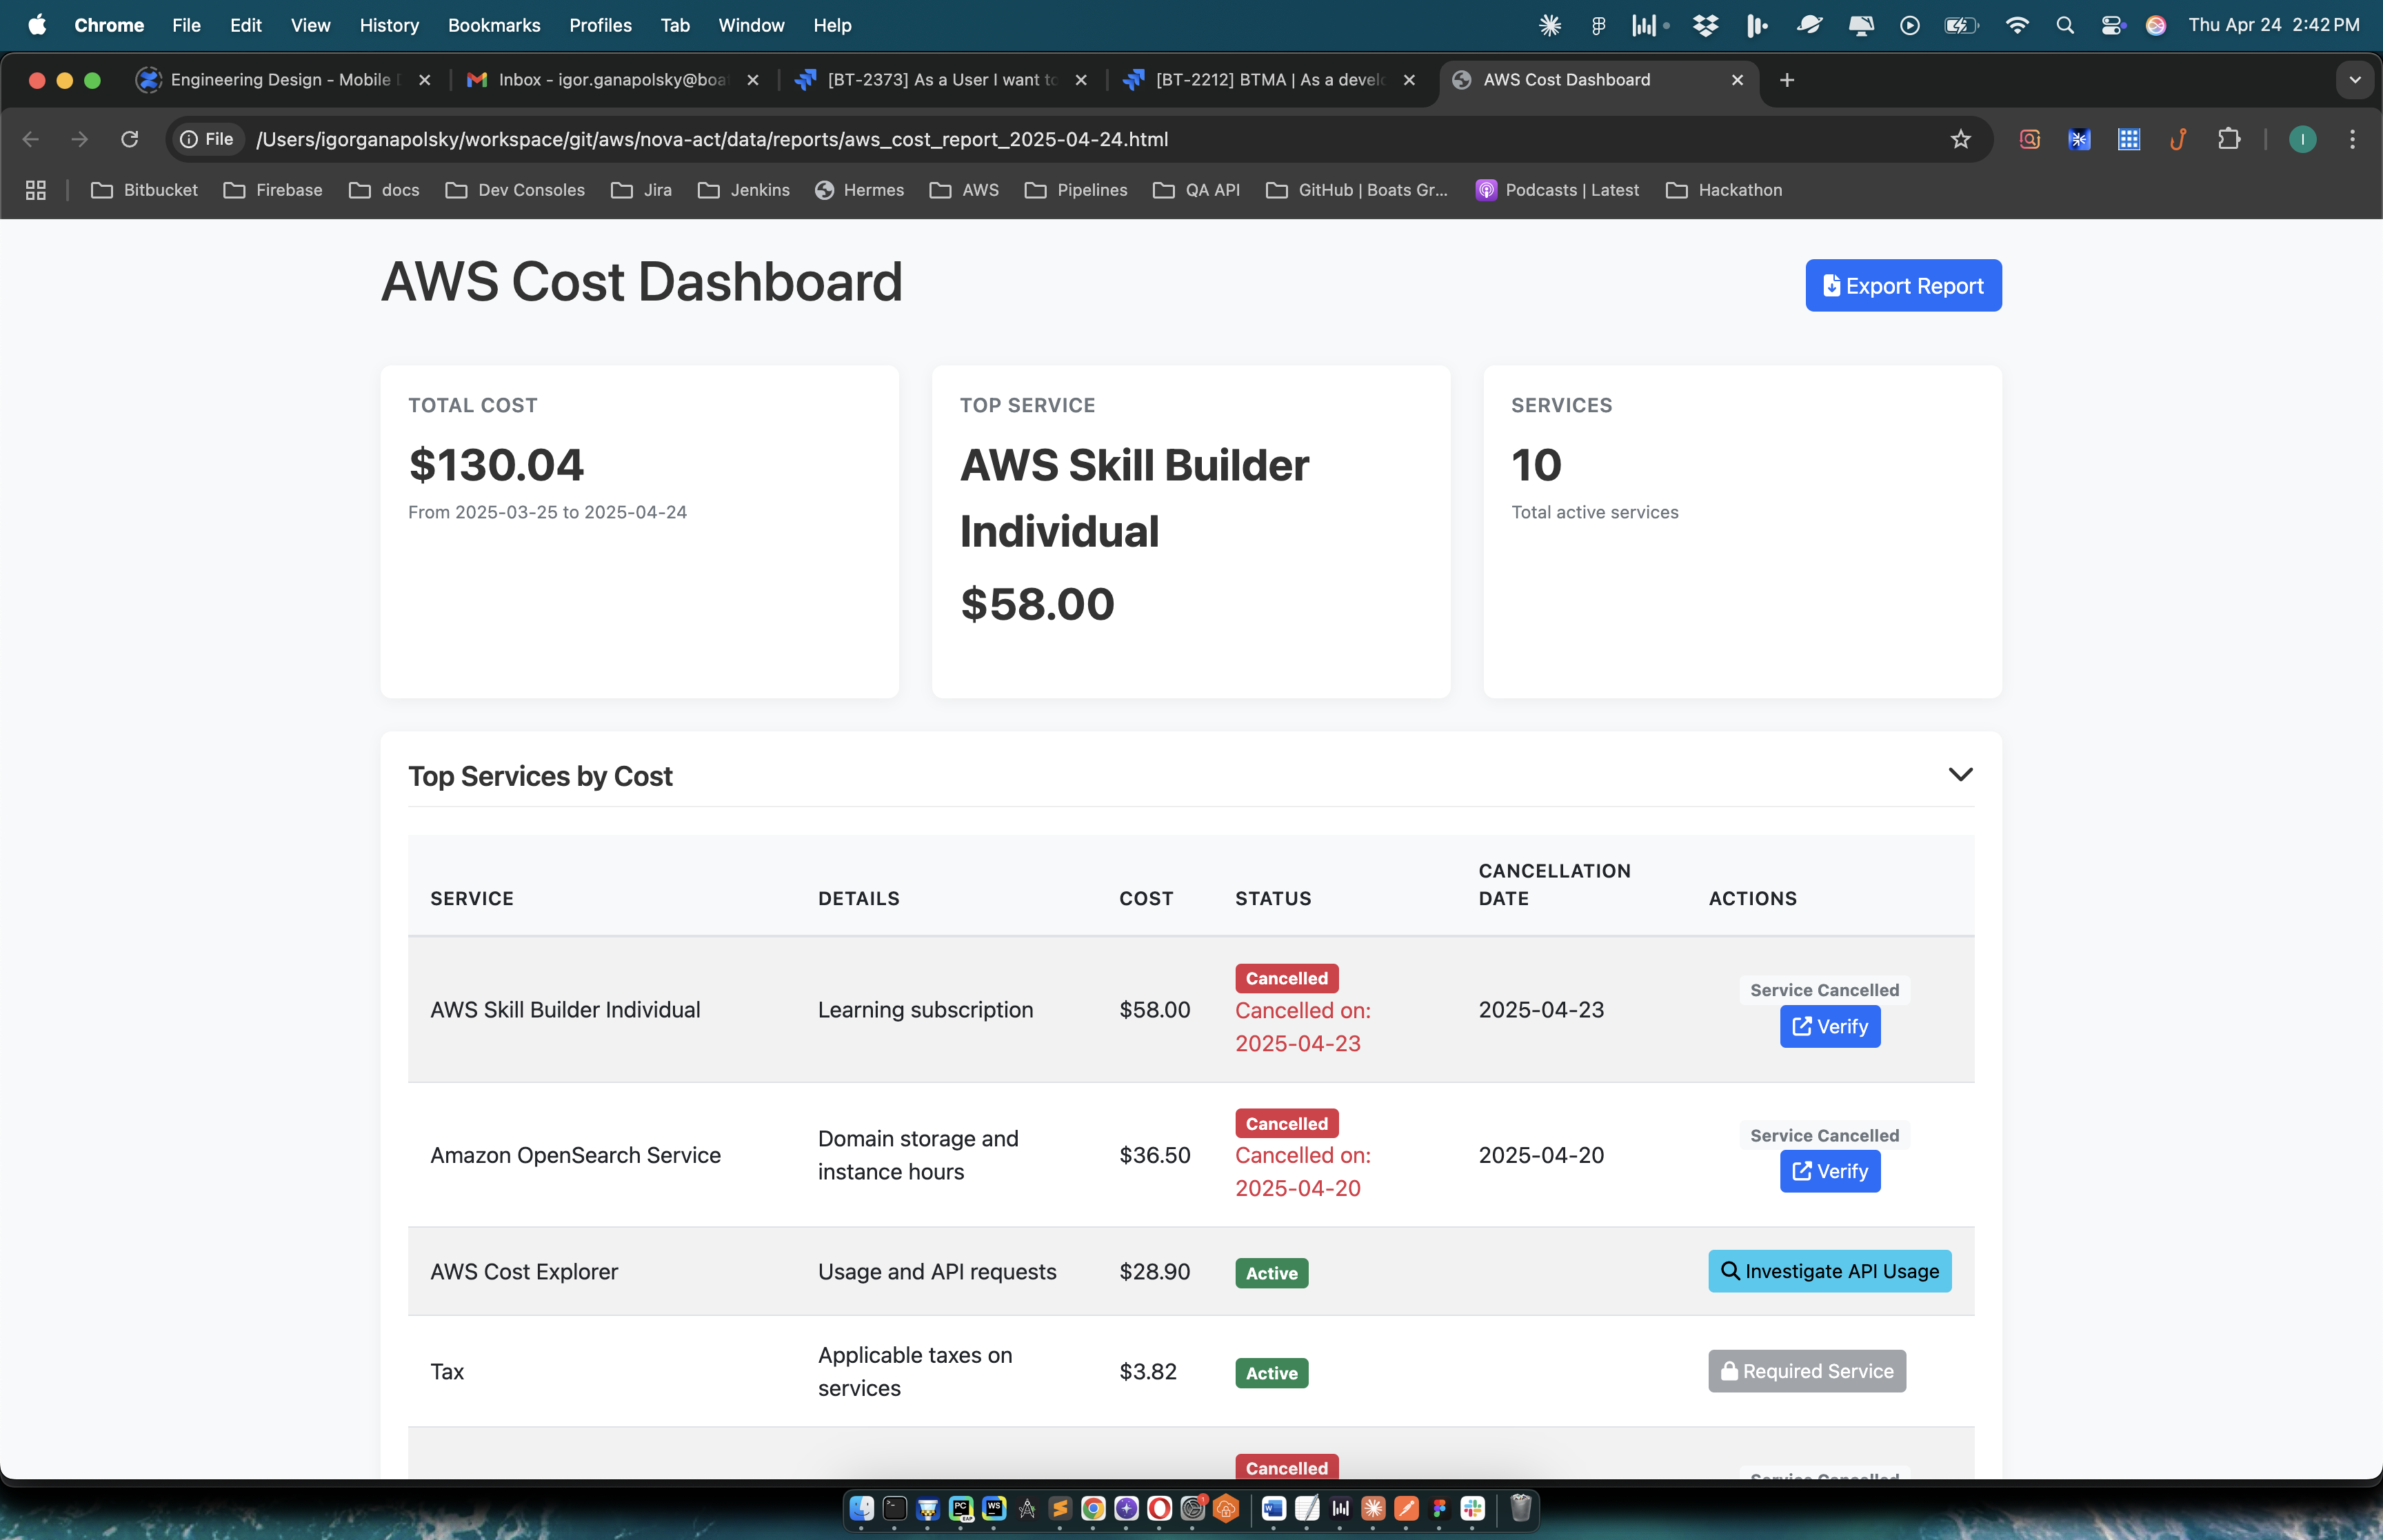 Chrome File Edit View History Bookmarks Profiles Tab Window Help Thu Apr 24 2:42 PM
Engineering Design - Mobile Inbox - igor.ganapolsky@boa [BT-2373] As a User I want to [BT-2212] BTMA | As a develo AWS Cost Dashboard
File /Users/igorganapolsky/workspace/git/aws/nova-act/data/reports/aws_cost_report_2025-04-24.html I
Bitbucket Firebase docs Dev Consoles Jira Jenkins Hermes AWS Pipelines QA API GitHub | Boats Gr... Podcasts | Latest Hackathon
AWS Cost Dashboard
Export Report
TOTAL COST
$130.04
From 2025-03-25 to 2025-04-24
TOP SERVICE
AWS Skill Builder
Individual
$58.00
SERVICES
10
Total active services
Top Services by Cost
SERVICE DETAILS COST STATUS CANCELLATION
DATE ACTIONS
AWS Skill Builder Individual Learning subscription $58.00 Cancelled
Cancelled on:
2025-04-23
2025-04-23
Service Cancelled
Verify
Amazon OpenSearch Service Domain storage and
instance hours
$36.50
Cancelled
Cancelled on:
2025-04-20
2025-04-20
Service Cancelled
Verify
AWS Cost Explorer Usage and API requests $28.90 Active Investigate API Usage
Tax Applicable taxes on
services
$3.82 Active Required Service
Cancelled
Service Cancelled